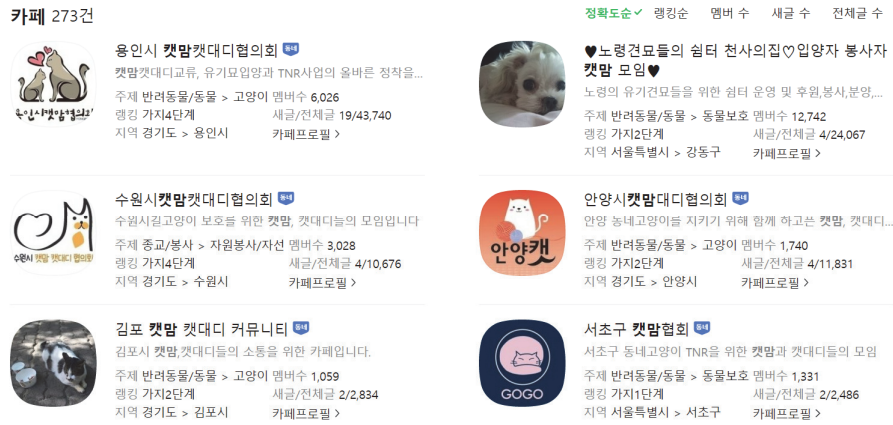 카페 273건
정확도순 랭킹순 멤버 수 새글 수 전체글 수
용인시 캣맘캣대디협의회 동네
캣맘캣대디교류, 유기묘입양과 TNR사업의 올바른 정착을...
주제 반려동물/동물 > 고양이 멤버수 6,026
랭킹 가지4단계 새글/전체글 19/43,740
지역 경기도 > 용인시 카페프로필 >
용인시캣맘협의회
♥노령견묘들의 쉼터 천사의집♡입양자 봉사자
캣맘 모임♥
노령의 유기견묘들을 위한 쉼터 운영 및 후원,봉사,분양,...
주제 반려동물/동물 > 동물보호 멤버수 12,742
랭킹 가지2단계 새글/전체글 4/24,067
지역 서울특별시 > 강동구 카페프로필 >
수원시캣맘캣대디협의회 동네
수원시길고양이 보호를 위한 캣맘, 캣대디들의 모임입니다
주제 종교/봉사 > 자원봉사/자선 멤버수 3,028
랭킹 가지4단계 새글/전체글 4/10,676
지역 경기도 > 수원시 카페프로필 >
수원시 캣맘 캣대디 협의회
안양시캣맘대디협의회 동네
안양 동네고양이를 지키기 위해 함께 하고픈 캣맘, 캣대디...
주제 반려동물/동물 > 고양이 멤버수 1,740
랭킹 가지2단계 새글/전체글 4/11,831
지역 경기도 > 안양시 카페프로필 >
안양캣
김포 캣맘 캣대디 커뮤니티 동네
김포시 캣맘,캣대디들의 소통을 위한 카페입니다.
주제 반려동물/동물 > 고양이 멤버수 1,059
랭킹 가지2단계 새글/전체글 2/2,834
지역 경기도 > 김포시 카페프로필 >
서초구 캣맘협회 동네
서초구 동네고양이 TNR을 위한 캣맘과 캣대디들의 모임
주제 반려동물/동물 > 동물보호 멤버수 1,331
랭킹 가지1단계 새글/전체글 2/2,486
지역 서울특별시 > 서초구 카페프로필 >
GOGO